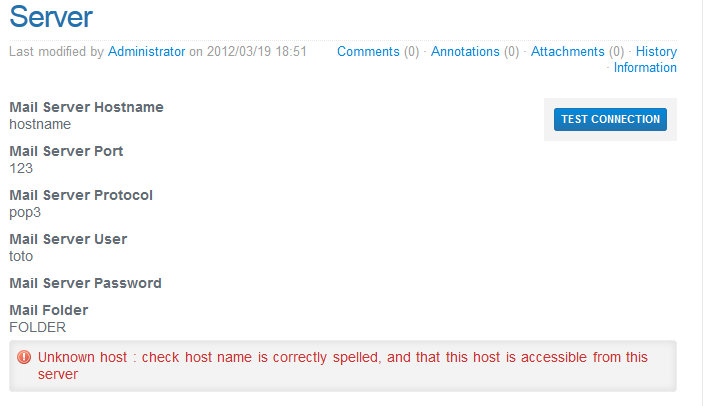 Server
Last modified by Administrator on 2012/03/19 18:51
Comments (0) · Annotations (0) · Attachments (0) · History
· Information
Mail Server Hostname
hostname
TEST CONNECTION
Mail Server Port
123
Mail Server Protocol
pop3
Mail Server User
toto
Mail Server Password
Mail Folder
FOLDER
Unknown host : check host name is correctly spelled, and that this host is accessible from this
server